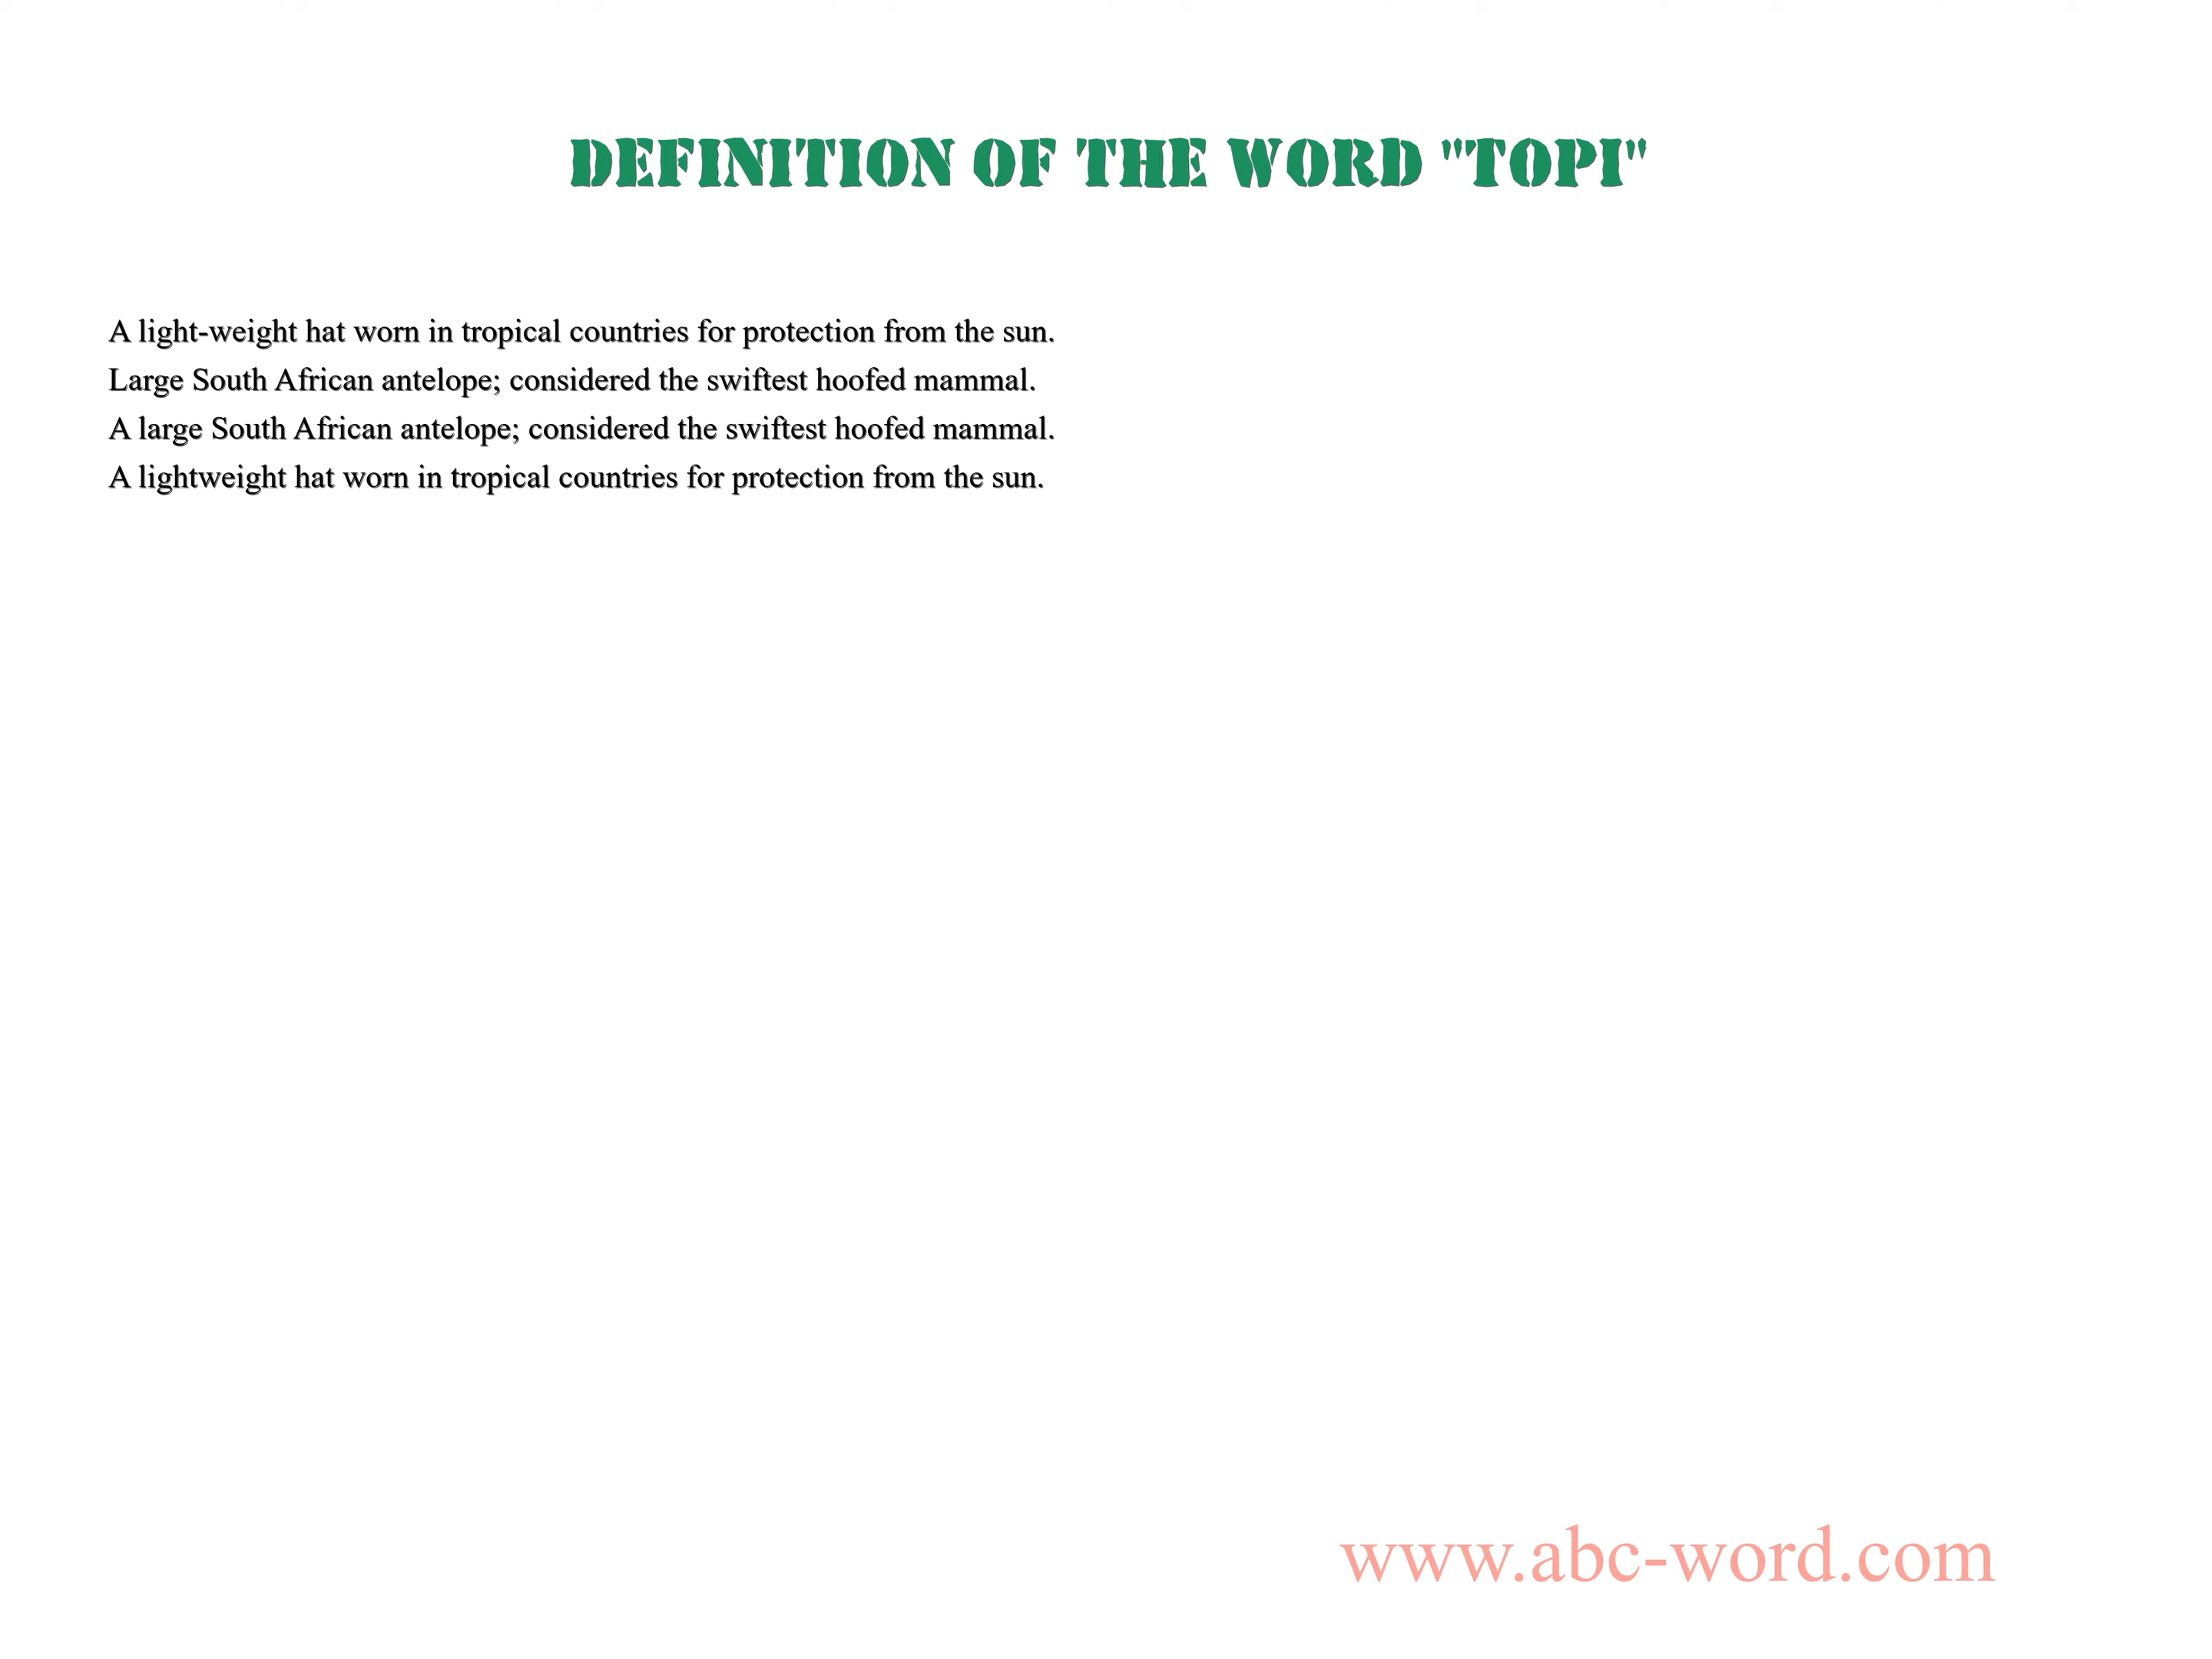 DEFINITION OF THE WORD "TOPI"
A light-weight hat worn in tropical countries for protection from the sun.
Large South African antelope; considered the swiftest hoofed mammal.
A large South African antelope; considered the swiftest hoofed mammal.
A lightweight hat worn in tropical countries for protection from the sun.
www.abc-word.com